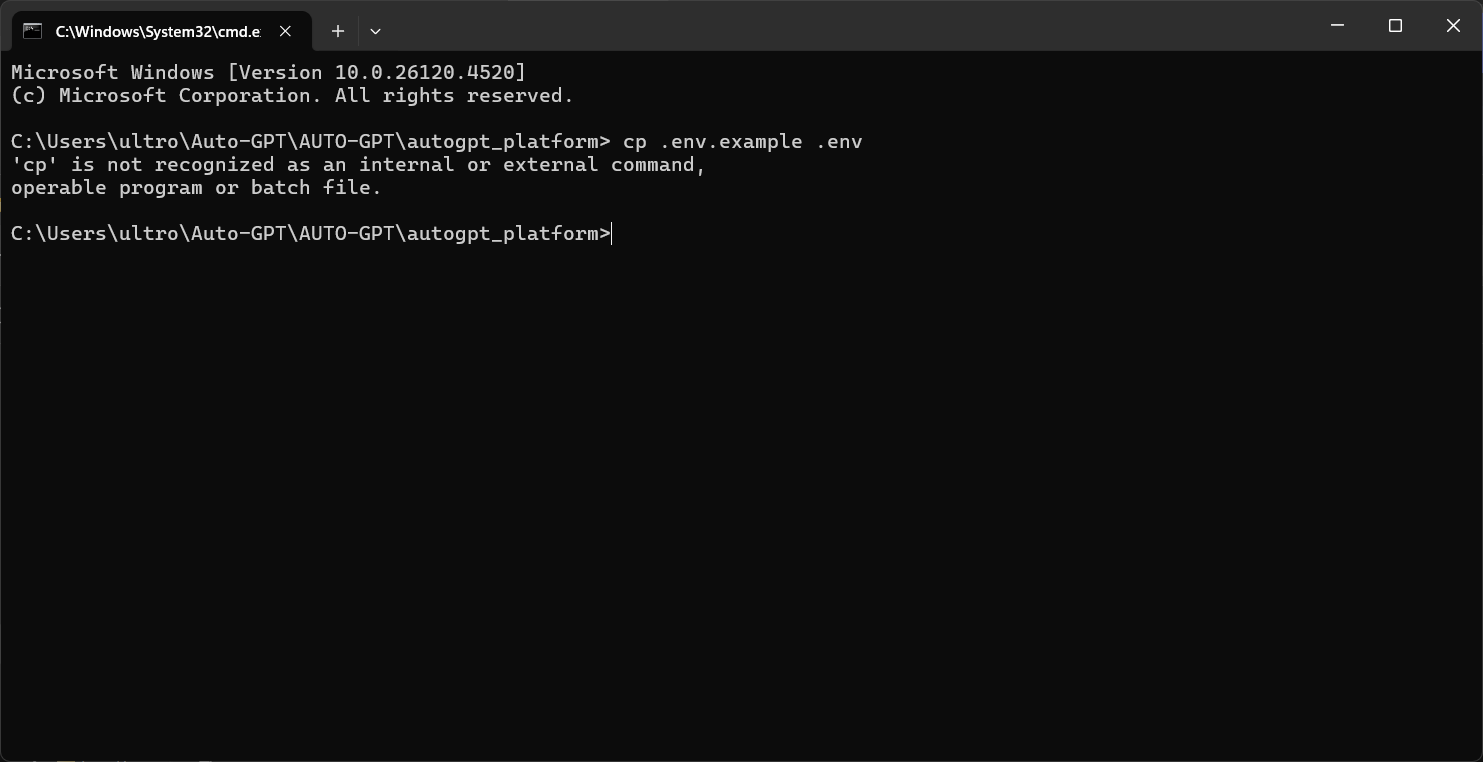 C:\Windows\System32\cmd.e
Microsoft Windows [Version 10.0.26120.4520]
(c) Microsoft Corporation. All rights reserved.
C:\Users\ultro\Auto-GPT\AUTO-GPT\autogpt_platform> cp .env.example .env
'cp' is not recognized as an internal or external command,
operable program or batch file.
C:\Users\ultro\Auto-GPT\AUTO-GPT\autogpt_platform>